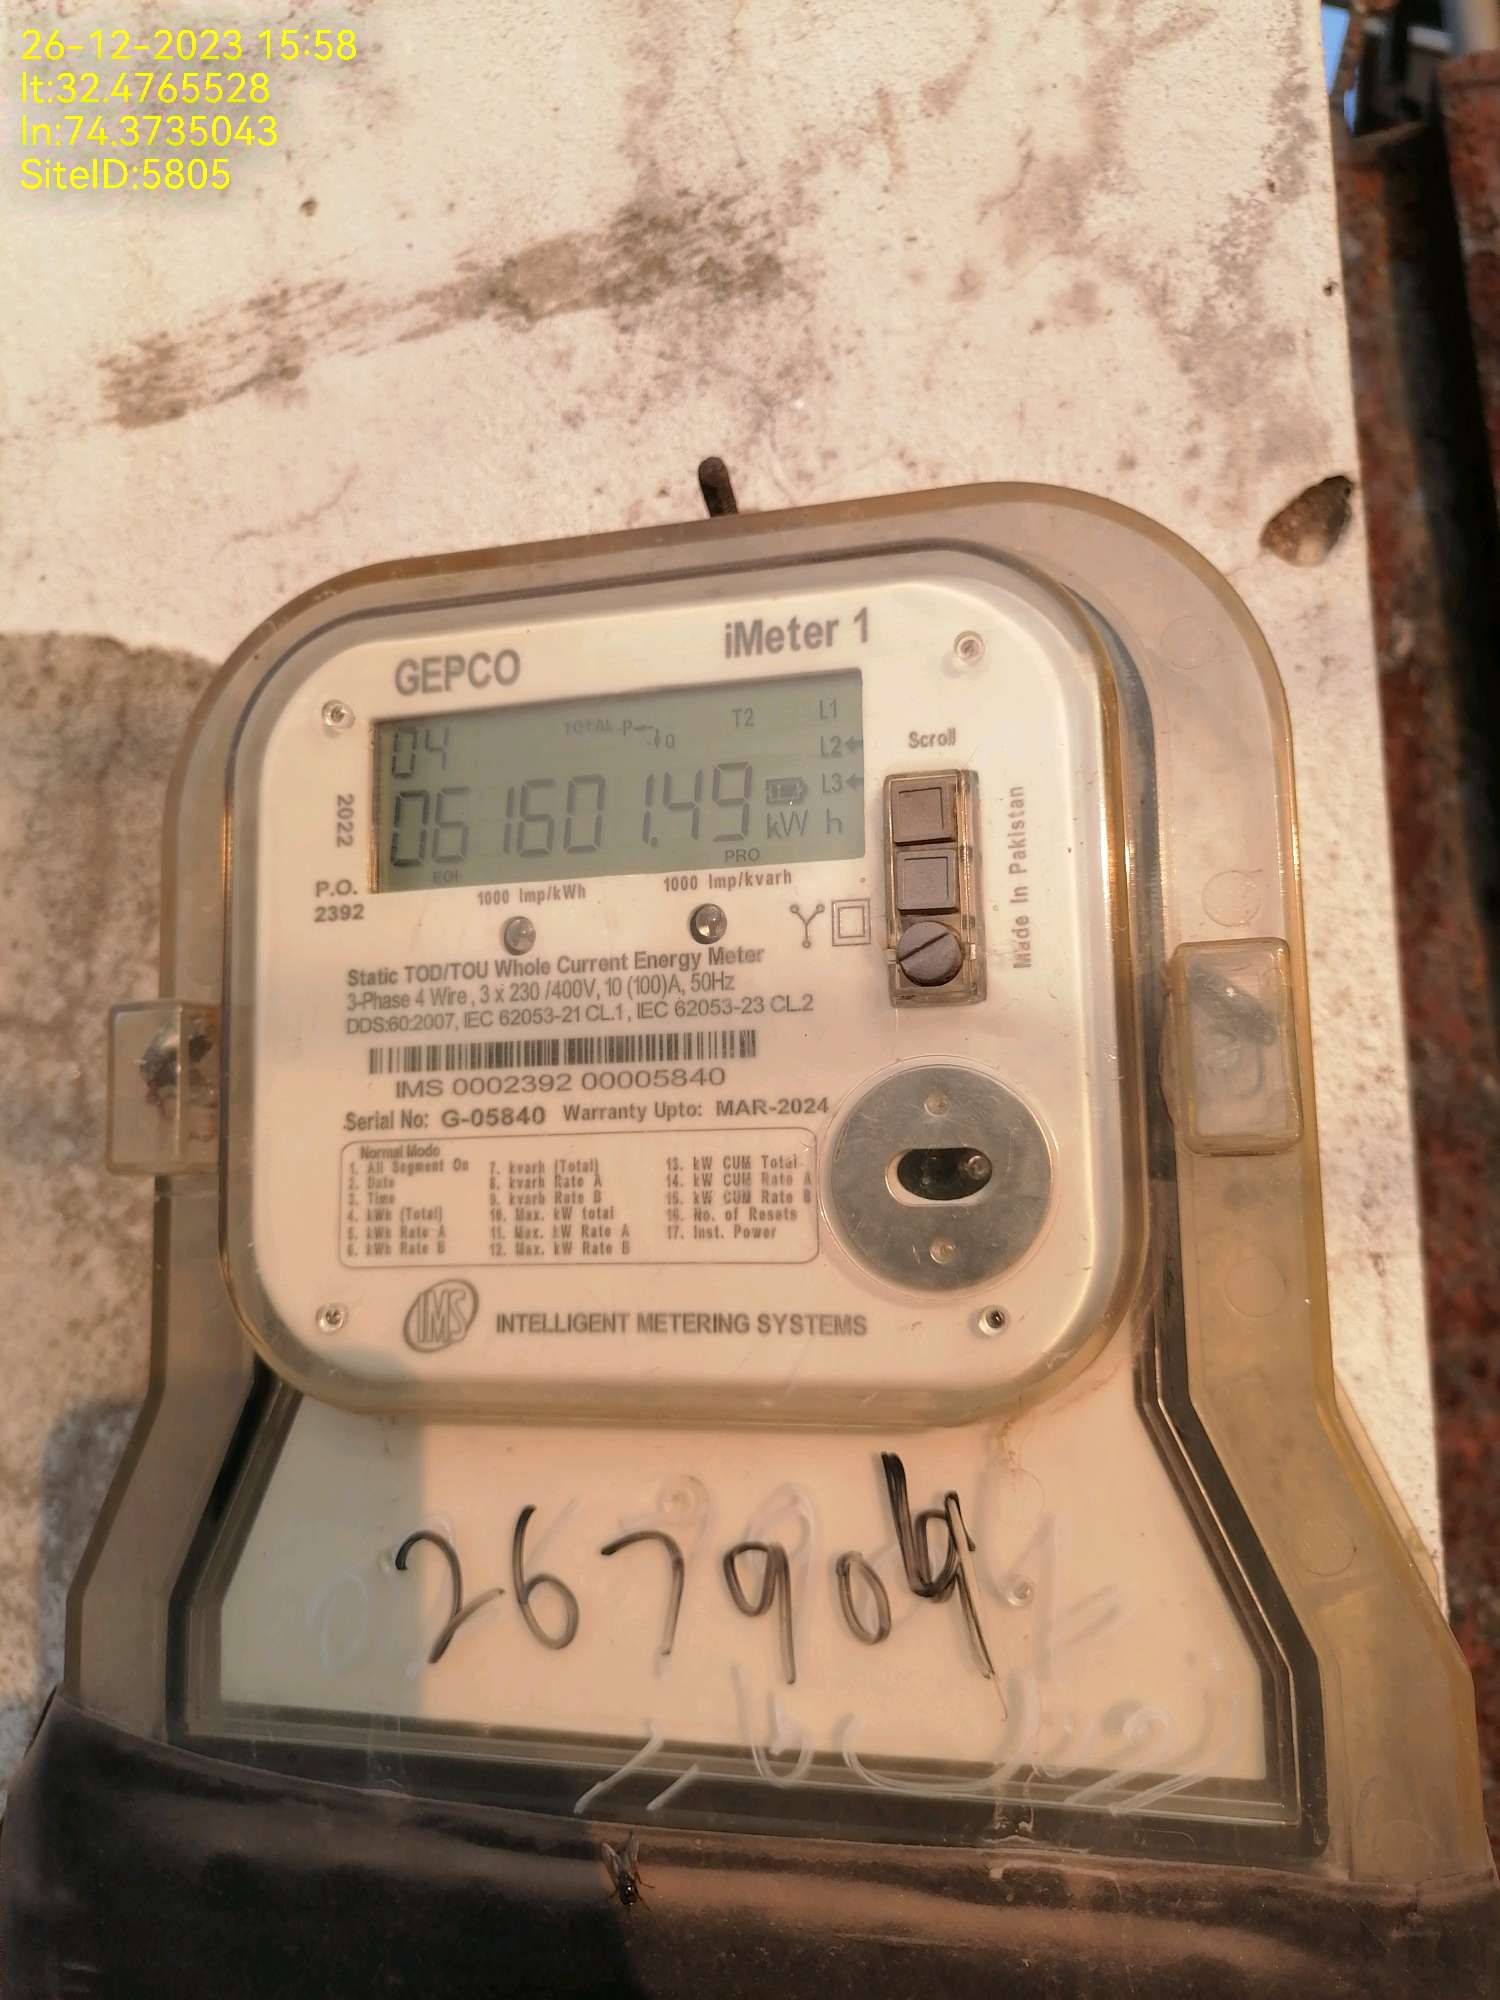 26-12-2023 15:58
lt:32.4765528
ln:74.3735043
SiteID:5805
GEPCO
iMeter 1
04 TOTAL P Q T2 L1
L2
L3
061601.49 kW h
EOI PRO
Scroll
2022
P.O.
2392
1000 Imp/kWh
1000 Imp/kvarh
Made In Pakistan
Static TOD/TOU Whole Current Energy Meter
3-Phase 4 Wire, 3 x 230 /400V, 10 (100)A, 50Hz
DDS:60:2007, IEC 62053-21 CL.1, IEC 62053-23 CL.2
IMS 0002392 00005840
Serial No: G-05840 Warranty Upto: MAR-2024
Normal Mode
1. All Segment On
2. Date
3. Time
4. kWh (Total)
5. kWh Rate A
6. kWh Rate B
7. kvarh (Total)
8. kvarh Rate A
9. kvarh Rate B
10. Max. kW total
11. Max. kW Rate A
12. Max. kW Rate B
13. kW CUM Total
14. kW CUM Rate A
15. kW CUM Rate B
16. No. of Resets
17. Inst. Power
IMS INTELLIGENT METERING SYSTEMS
26790